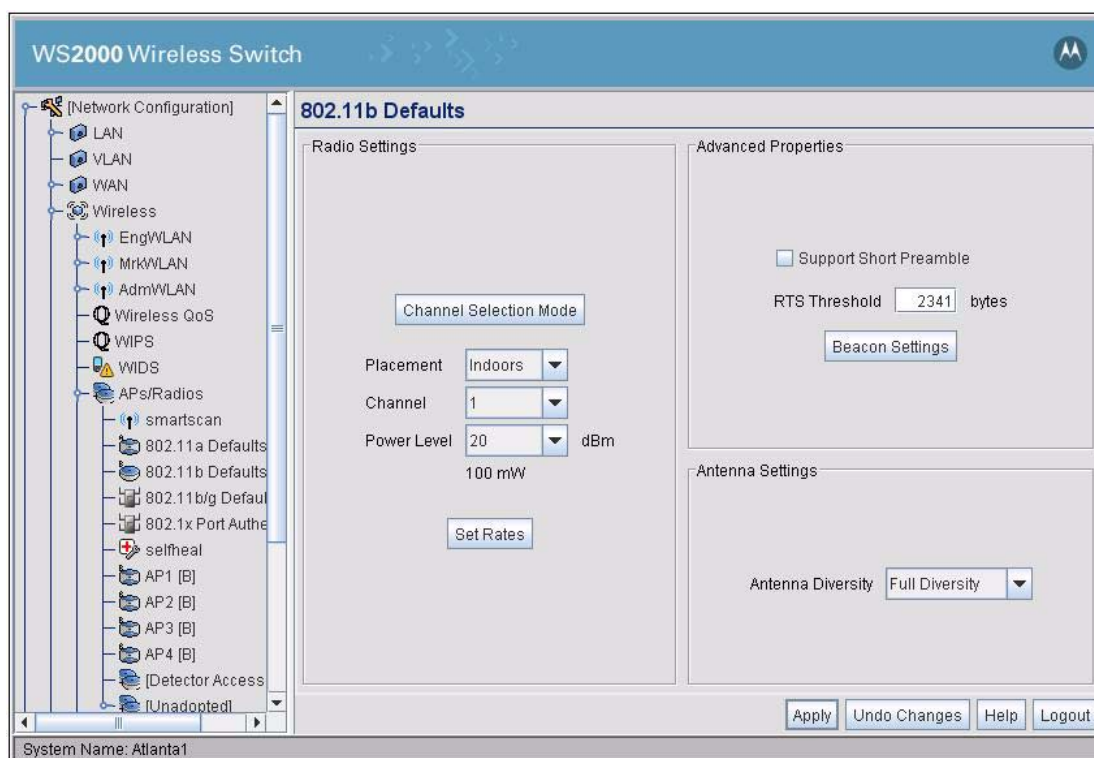 WS2000 Wireless Switch
[Network Configuration]
LAN
VLAN
WAN
Wireless
EngWLAN
MrkWLAN
AdmWLAN
Wireless QoS
WIPS
WIDS
APs/Radios
smartscan
802.11a Defaults
802.11b Defaults
802.11b/g Defaul
802.1x Port Authe
selfheal
AP1 [B]
AP2 [B]
AP3 [B]
AP4 [B]
[Detector Access
[Unadopted]
802.11b Defaults
Radio Settings
Channel Selection Mode
Placement Indoors
Channel 1
Power Level 20 dBm
100 mW
Set Rates
Advanced Properties
Support Short Preamble
RTS Threshold 2341 bytes
Beacon Settings
Antenna Settings
Antenna Diversity Full Diversity
Apply Undo Changes Help Logout
System Name: Atlanta1